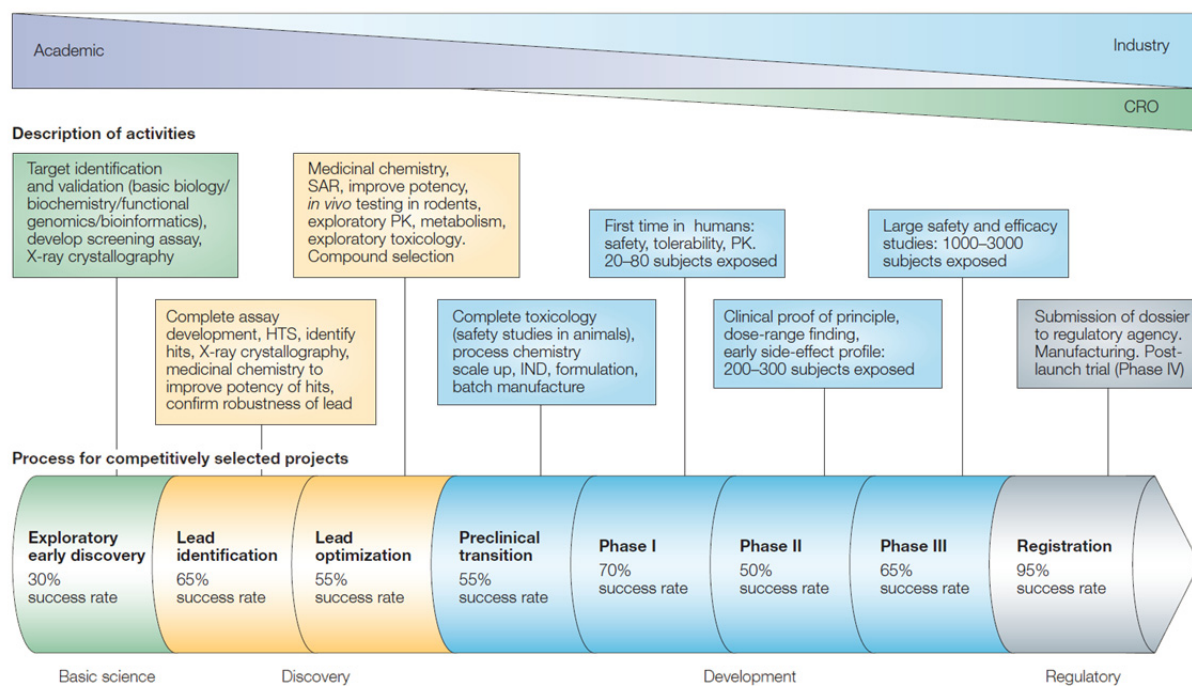 Academic
Industry
CRO
Description of activities
Target identification
and validation (basic biology/
biochemistry/functional
genomics/bioinformatics),
develop screening assay,
X-ray crystallography
Medicinal chemistry,
SAR, improve potency,
in vivo testing in rodents,
exploratory PK, metabolism,
exploratory toxicology.
Compound selection
First time in humans:
safety, tolerability, PK.
20–80 subjects exposed
Large safety and efficacy
studies: 1000–3000
subjects exposed
Complete assay
development, HTS, identify
hits, X-ray crystallography,
medicinal chemistry to
improve potency of hits,
confirm robustness of lead
Complete toxicology
(safety studies in animals),
process chemistry
scale up, IND, formulation,
batch manufacture
Clinical proof of principle,
dose-range finding,
early side-effect profile:
200–300 subjects exposed
Submission of dossier
to regulatory agency.
Manufacturing. Post-
launch trial (Phase IV)
Process for competitively selected projects
Exploratory
early discovery
30%
success rate
Lead
identification
65%
success rate
Lead
optimization
55%
success rate
Preclinical
transition
55%
success rate
Phase I
70%
success rate
Phase II
50%
success rate
Phase III
65%
success rate
Registration
95%
success rate
Basic science
Discovery
Development
Regulatory